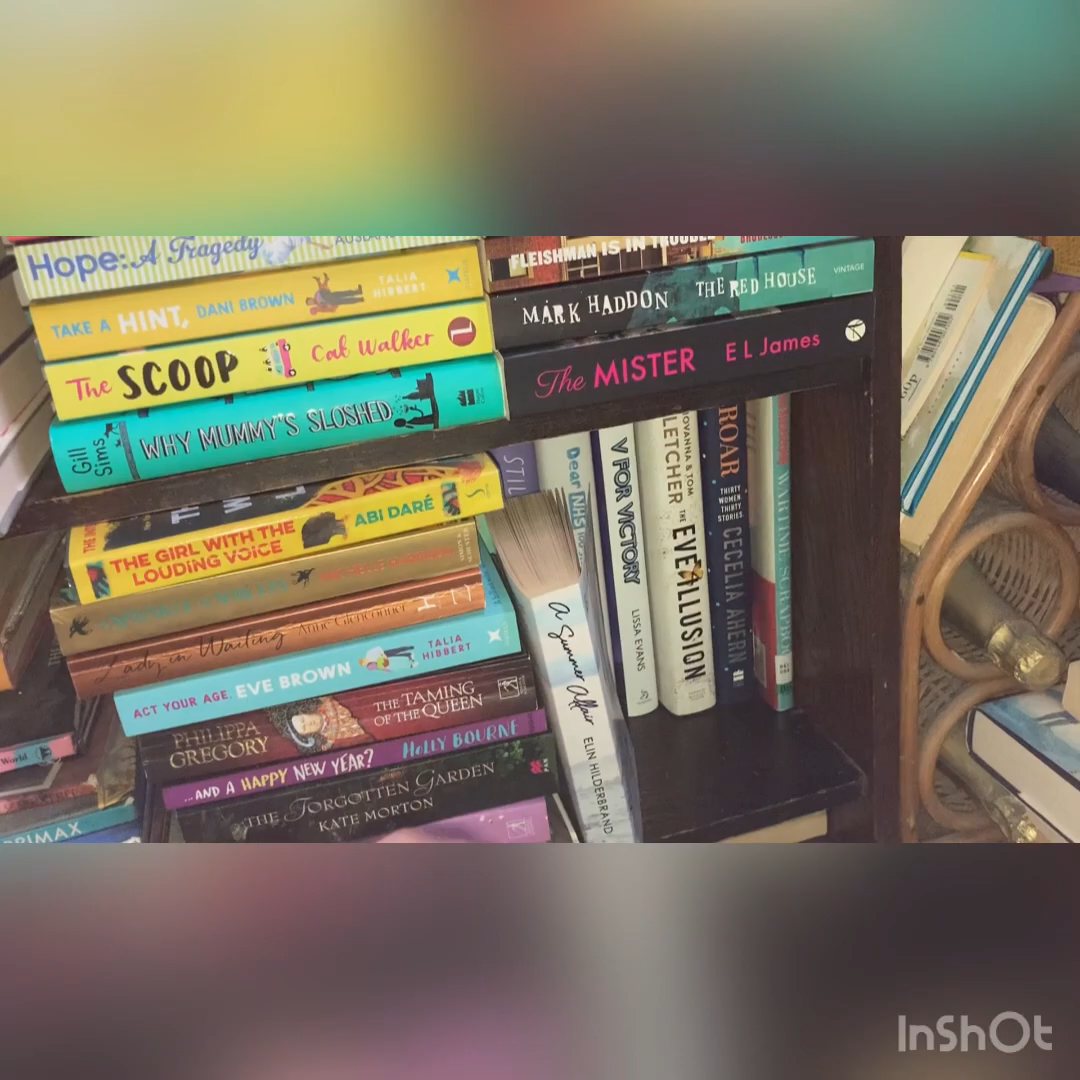 Hope: A Tragedy
FLEISHMAN IS IN TROUBLE
TAKE A HINT, DANI BROWN TALIA HIBBERT
MARK HADDON THE RED HOUSE VINTAGE
The SCOOP Cat Walker
The MISTER E L James
Gill Sims WHY MUMMY'S SLOSHED
THE GIRL WITH THE LOUDING VOICE ABI DARÉ
Lady in Waiting Anne Glenconner
ACT YOUR AGE EVE BROWN TALIA HIBBERT
PHILIPPA GREGORY THE TAMING OF THE QUEEN
...AND A HAPPY NEW YEAR? HOLLY BOURNE
THE FORGOTTEN GARDEN
KATE MORTON
Dear NHS
A Summer Affair ELIN HILDERBRAND
V FOR VICTORY LISSA EVANS
THE EVE ILLUSION
ROAR THIRTY WOMEN THIRTY STORIES CECELIA AHERN
World
InShOt